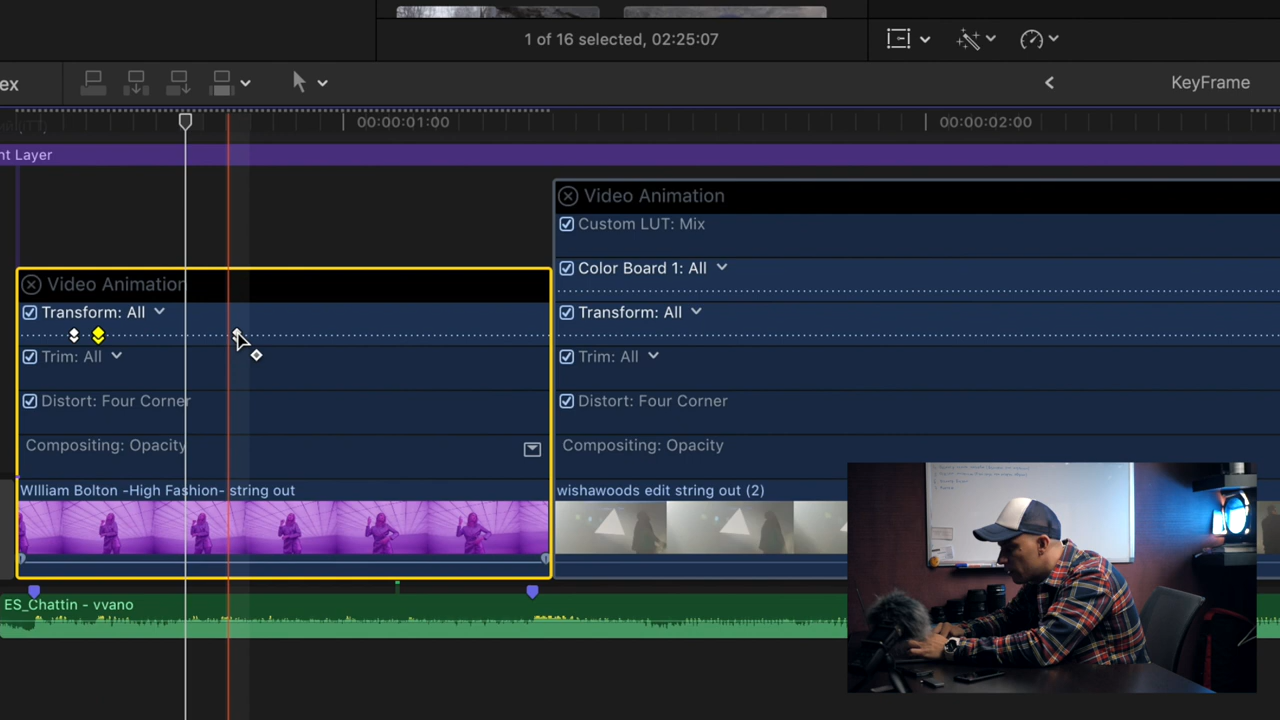 1 of 16 selected, 02:25:07
ex
KeyFrame
00:00:01:00
00:00:02:00
nt Layer
Video Animation
Custom LUT: Mix
Color Board 1: All
Transform: All
Trim: All
Distort: Four Corner
Compositing: Opacity
Video Animation
Transform: All
Trim: All
Distort: Four Corner
Compositing: Opacity
WIlliam Bolton -High Fashion- string out
wishawoods edit string out (2)
ES_Chattin - vvano